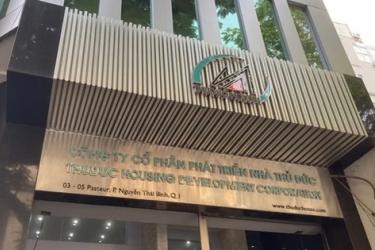 CÔNG TY CỔ PHẦN PHÁT TRIỂN NHÀ THỦ ĐỨC
THUDUC HOUSING DEVELOPMENT CORPORATION
03 - 05 Pasteur, P. Nguyễn Thái Bình, Q.1
www.thuduchouse.com